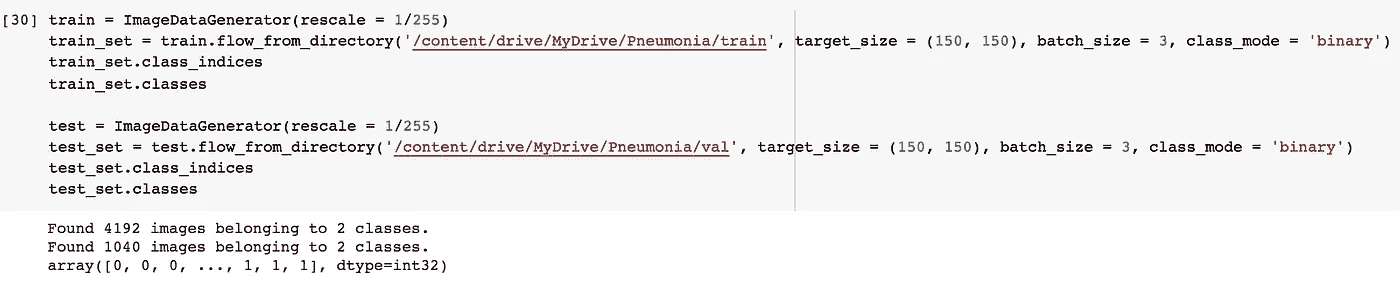 [30] train = ImageDataGenerator(rescale = 1/255)
train_set = train.flow_from_directory('/content/drive/MyDrive/Pneumonia/train', target_size = (150, 150), batch_size = 3, class_mode = 'binary')
train_set.class_indices
train_set.classes
test = ImageDataGenerator(rescale = 1/255)
test_set = test.flow_from_directory('/content/drive/MyDrive/Pneumonia/val', target_size = (150, 150), batch_size = 3, class_mode = 'binary')
test_set.class_indices
test_set.classes
Found 4192 images belonging to 2 classes.
Found 1040 images belonging to 2 classes.
array([0, 0, 0, ..., 1, 1, 1], dtype=int32)